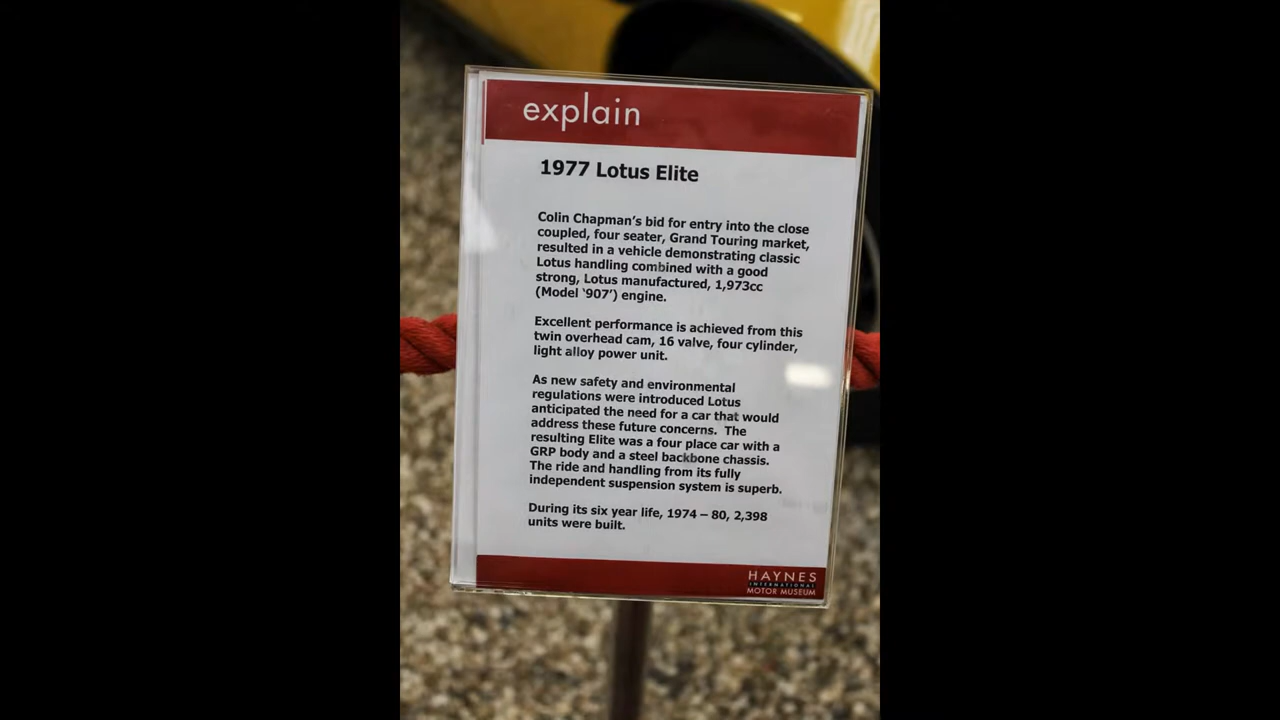 explain
1977 Lotus Elite
Colin Chapman's bid for entry into the close
coupled, four seater, Grand Touring market,
resulted in a vehicle demonstrating classic
Lotus handling combined with a good
strong, Lotus manufactured, 1,973cc
(Model '907') engine.
Excellent performance is achieved from this
twin overhead cam, 16 valve, four cylinder,
light alloy power unit.
As new safety and environmental
regulations were introduced Lotus
anticipated the need for a car that would
address these future concerns.  The
resulting Elite was a four place car with a
GRP body and a steel backbone chassis.
The ride and handling from its fully
independent suspension system is superb.
During its six year life, 1974 – 80, 2,398
units were built.
HAYNES
INTERNATIONAL
MOTOR MUSEUM